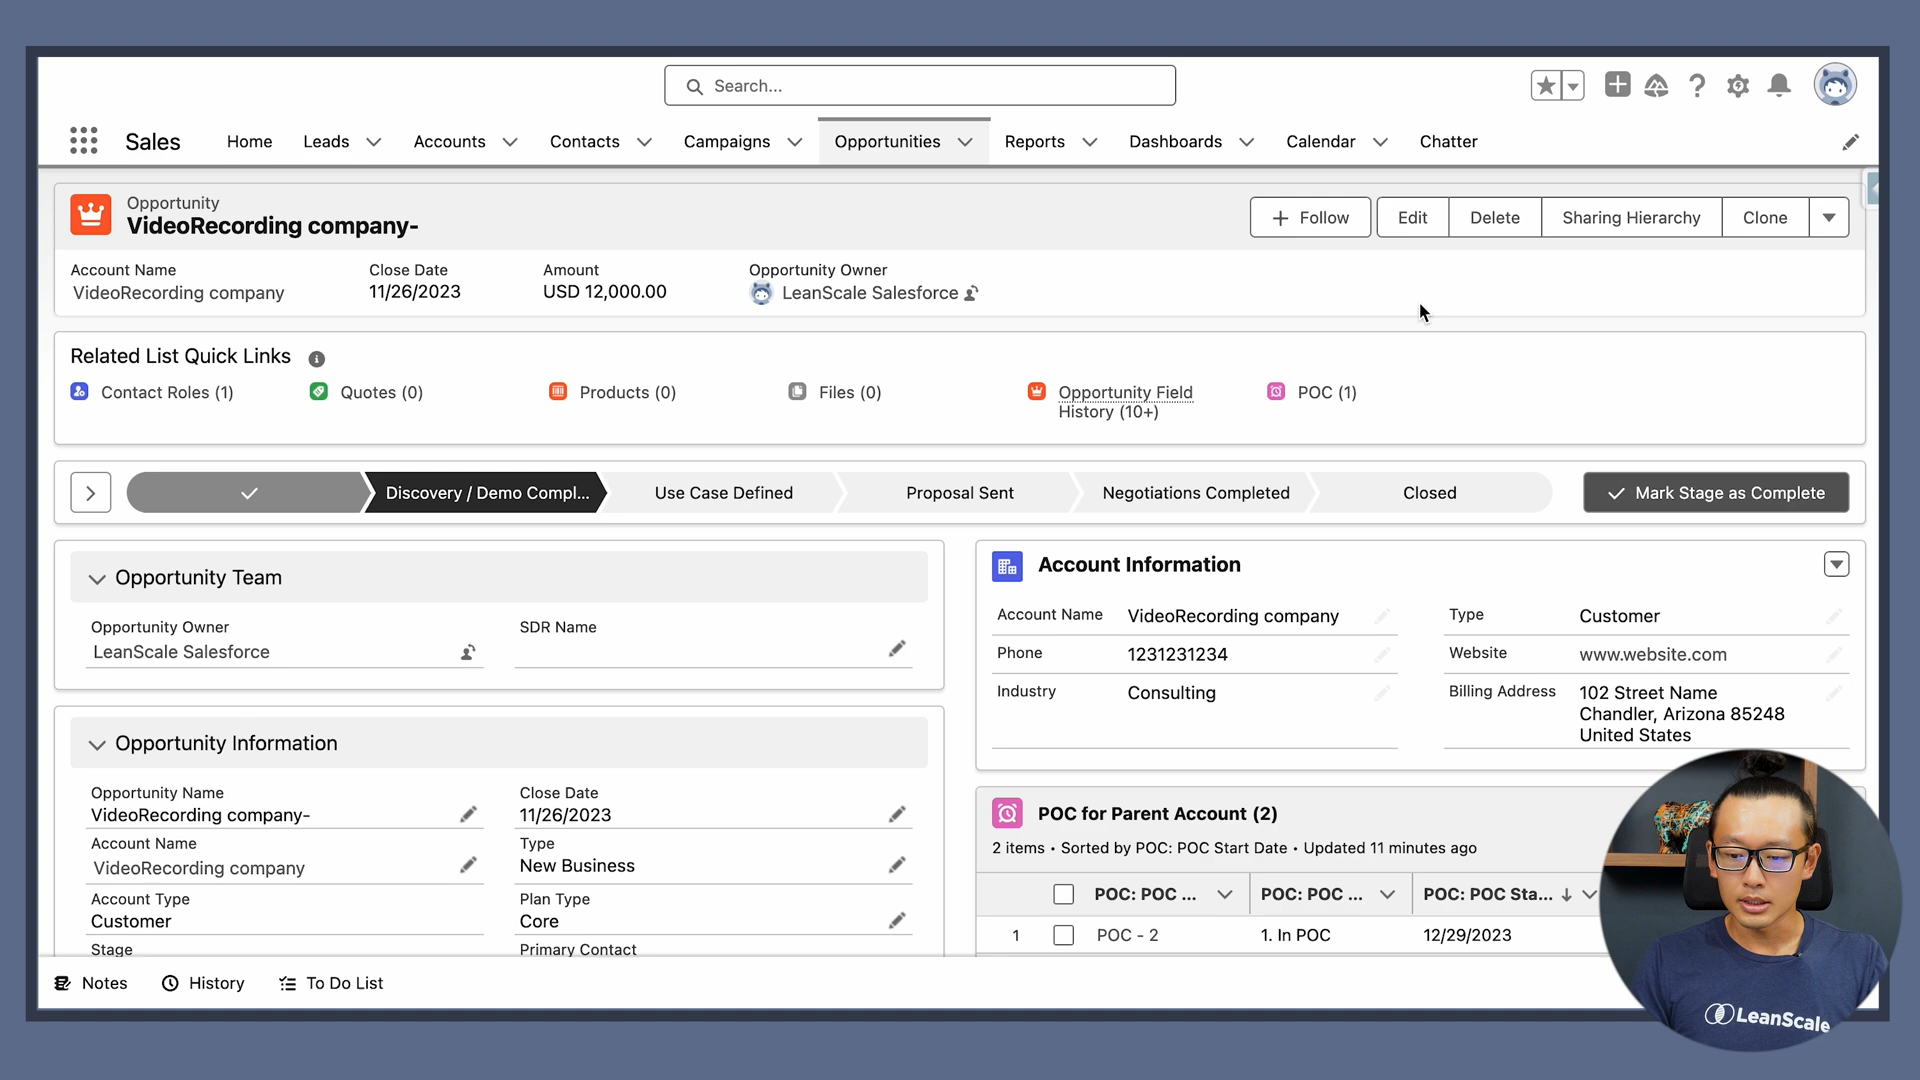 Search...
Sales Home Leads Accounts Contacts Campaigns Opportunities Reports Dashboards Calendar Chatter
Opportunity
VideoRecording company-
Follow Edit Delete Sharing Hierarchy Clone
Account Name Close Date Amount Opportunity Owner
VideoRecording company 11/26/2023 USD 12,000.00 LeanScale Salesforce
Related List Quick Links
Contact Roles (1) Quotes (0) Products (0) Files (0) Opportunity Field POC (1)
History (10+)
Discovery / Demo Compl... Use Case Defined Proposal Sent Negotiations Completed Closed Mark Stage as Complete
Opportunity Team
Opportunity Owner SDR Name
LeanScale Salesforce
Opportunity Information
Opportunity Name Close Date
VideoRecording company- 11/26/2023
Account Name Type
VideoRecording company New Business
Account Type Plan Type
Customer Core
Stage Primary Contact
Account Information
Account Name VideoRecording company Type Customer
Phone 1231231234 Website www.website.com
Industry Consulting Billing Address 102 Street Name
Chandler, Arizona 85248
United States
POC for Parent Account (2)
2 items • Sorted by POC: POC Start Date • Updated 11 minutes ago
POC: POC ... POC: POC ... POC: POC Sta...
1 POC - 2 1. In POC 12/29/2023
Notes History To Do List
LeanScale